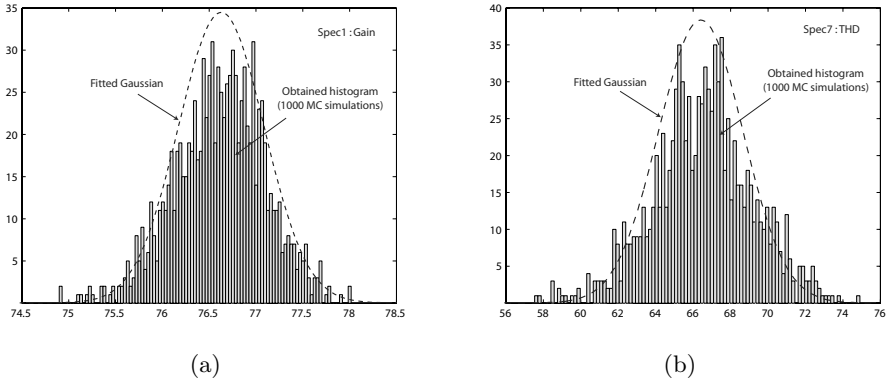 35
30
25
20
15
10
5
74.5 75 75.5 76 76.5 77 77.5 78 78.5
Spec1 : Gain
Fitted Gaussian
Obtained histogram
(1000 MC simulations)
(a)
40
35
30
25
20
15
10
5
56 58 60 62 64 66 68 70 72 74 76
Spec7 : THD
Fitted Gaussian
Obtained histogram
(1000 MC simulations)
(b)